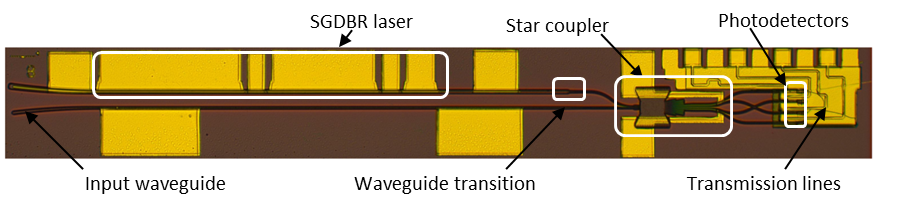 SGDBR laser
Star coupler
Photodetectors
Input waveguide
Waveguide transition
Transmission lines